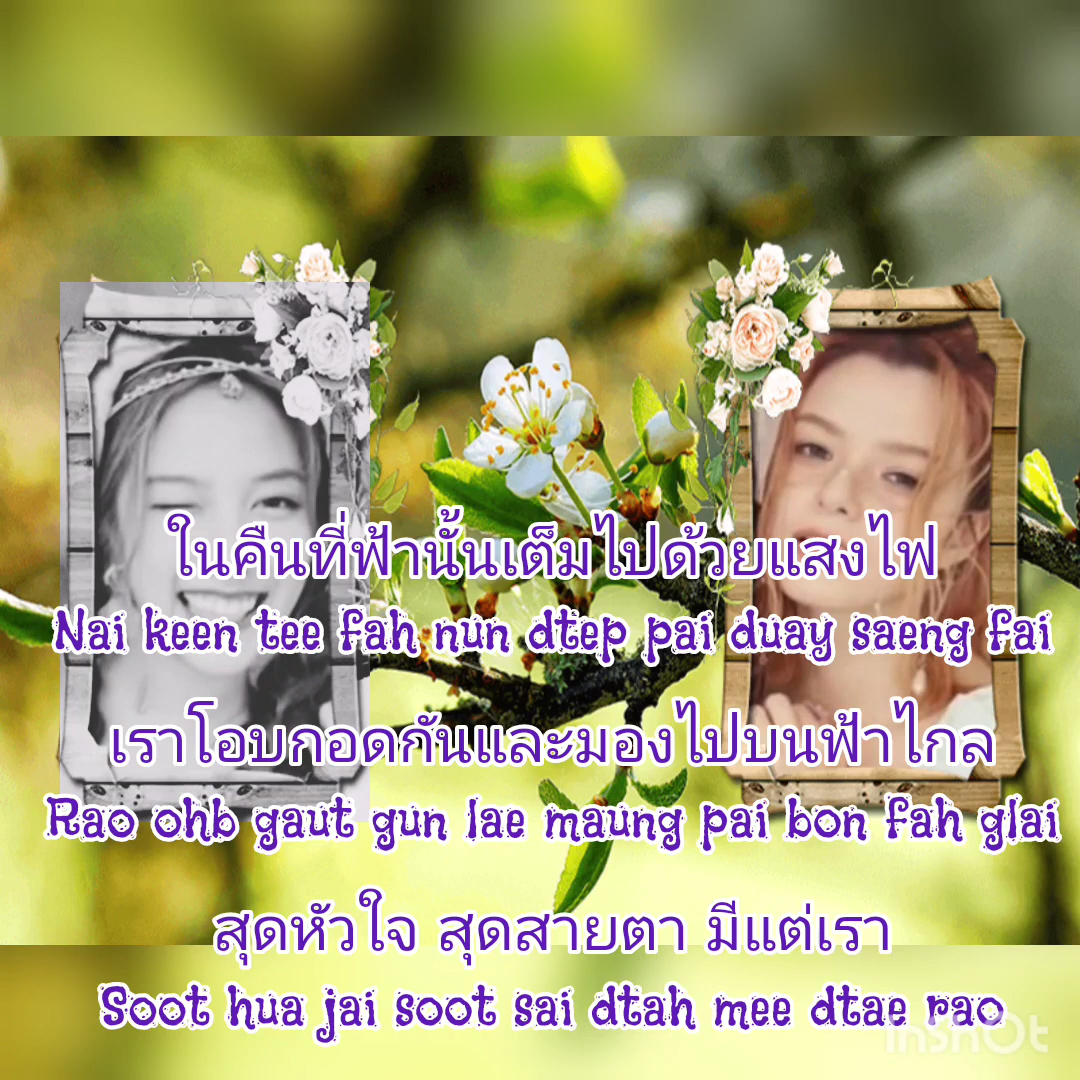 ในคืนที่ฟ้านั้นเต็มไปด้วยแสงไฟ
Nai keen tee fah nun dtep pai duay saeng fai
เราโอบกอดกันและมองไปบนฟ้าไกล
Rao ohb gaut gun lae maung pai bon fah glai
สุดหัวใจ สุดสายตา มีแต่เรา
Soot hua jai soot sai dtah mee dtae rao
InShOt